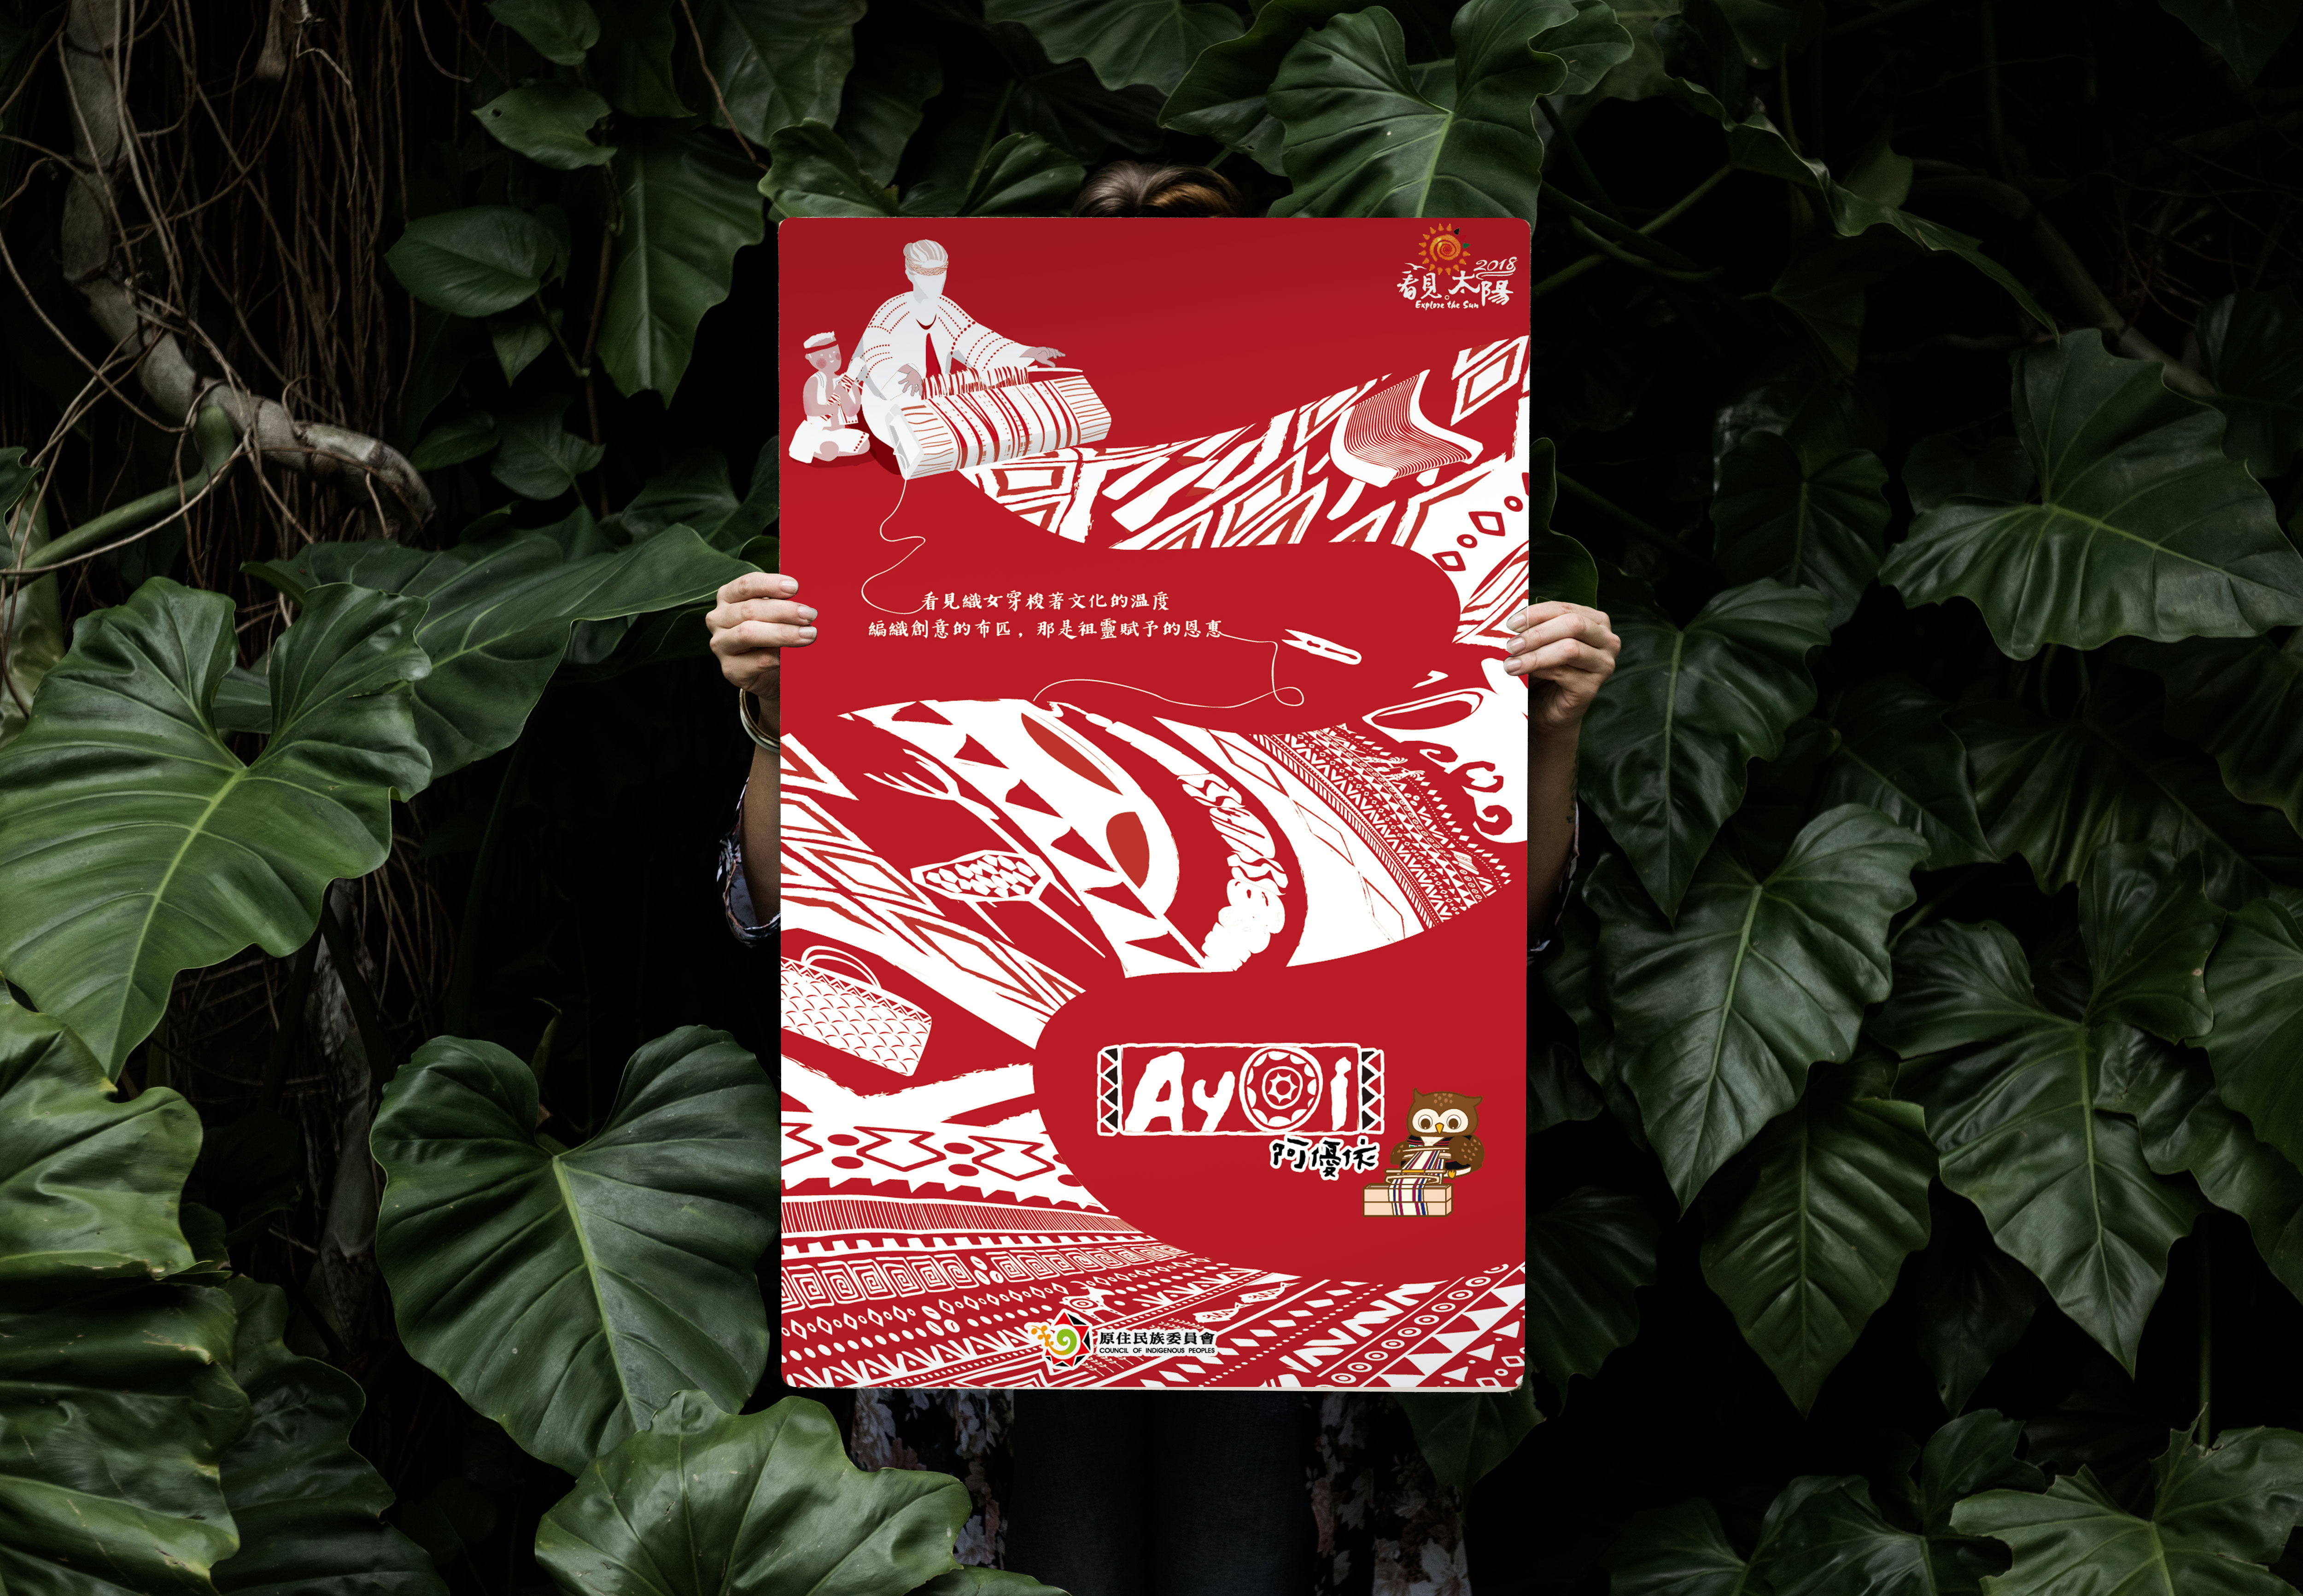 2018
看見。太陽
Explore the Sun
看見織女穿梭著文化的溫度
編織創意的布匹，那是祖靈賦予的恩惠
Ayoi
阿優依
原住民族委員會
COUNCIL OF INDIGENOUS PEOPLES